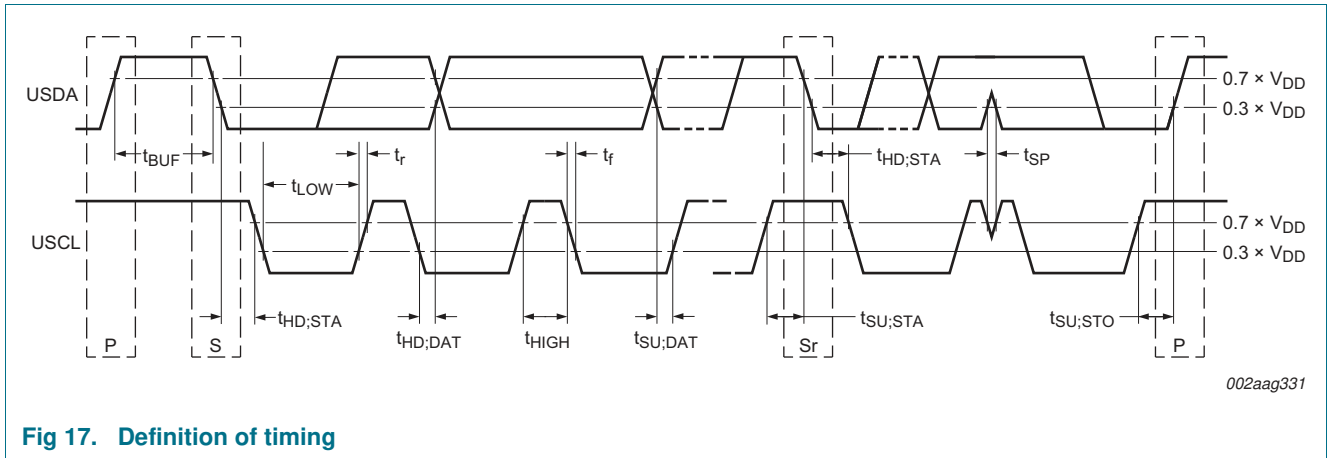 USDA
0.7 × VDD
0.3 × VDD
tBUF
tLOW
tr
tf
tHD;STA
tSP
USCL
0.7 × VDD
0.3 × VDD
tHD;STA
tHD;DAT
tHIGH
tSU;DAT
tSU;STA
tSU;STO
P
S
Sr
P
002aag331
Fig 17. Definition of timing